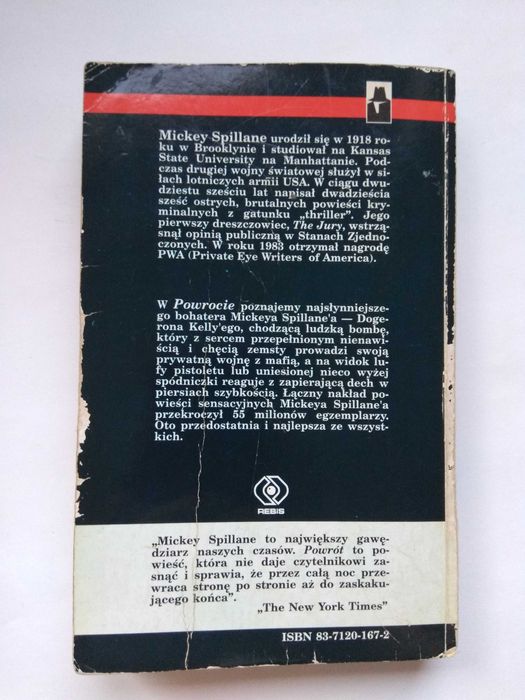 Mickey Spillane urodził się w 1918 ro-
ku w Brooklynie i studiował na Kansas
State University na Manhattanie. Pod-
czas drugiej wojny światowej służył w si-
łach lotniczych armii USA. W ciągu dwu-
dziestu sześciu lat napisał dwadzieścia
sześć ostrych, brutalnych powieści kry-
minalnych z gatunku „thriller”. Jego
pierwszy dreszczowiec, The Jury, wstrzą-
snął opinią publiczną w Stanach Zjedno-
czonych. W roku 1983 otrzymał nagrodę
PWA (Private Eye Writers of America).
W Powrocie poznajemy najsłynniejsze-
go bohatera Mickeya Spillane'a — Doge-
rona Kelly'ego, chodzącą ludzką bombę,
który z sercem przepełnionym nienawi-
ścią i chęcią zemsty prowadzi swoją
prywatną wojnę z mafią, a na widok lu-
fy pistoletu lub uniesionej nieco wyżej
spódniczki reaguje z zapierającą dech w
piersiach szybkością. Łączny nakład po-
wieści sensacyjnych Mickeya Spillane'a
przekroczył 55 milionów egzemplarzy.
Oto przedostatnia i najlepsza ze wszyst-
kich.
REBIS
„Mickey Spillane to największy gawę-
dziarz naszych czasów. Powrót to po-
wieść, która nie daje czytelnikowi za-
snąć i sprawia, że przez całą noc prze-
wraca stronę po stronie aż do zaskaku-
jącego końca”.
„The New York Times”
ISBN 83-7120-167-2